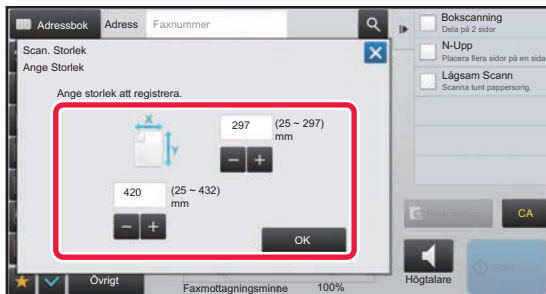 Adressbok Adress Faxnummer
Scan. Storlek
Ange Storlek
Ange storlek att registrera.
X
Y
297 (25 ~ 297)
mm
420 (25 ~ 432)
mm
OK
Övrigt
Faxmottagningsminne 100%
Bokscanning
Dela på 2 sidor
N-Upp
Placera flera sidor på en sida
Lågsam Scann
Scanna tunt pappersorig.
CA
Högtalare
Start